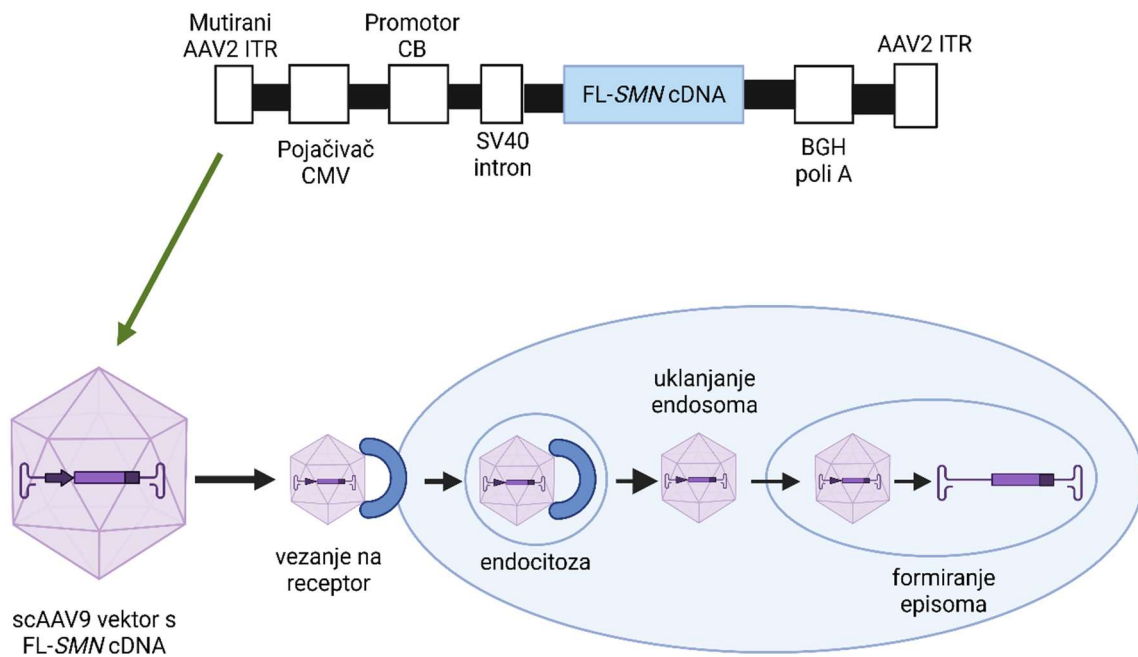 Mutirani
AAV2 ITR
Promotor
CB
AAV2 ITR
FL-SMN cDNA
Pojačivač
CMV
SV40
intron
BGH
poli A
uklanjanje
endosoma
vezanje na
receptor
endocitoza
formiranje
episoma
scAAV9 vektor s
FL-SMN cDNA